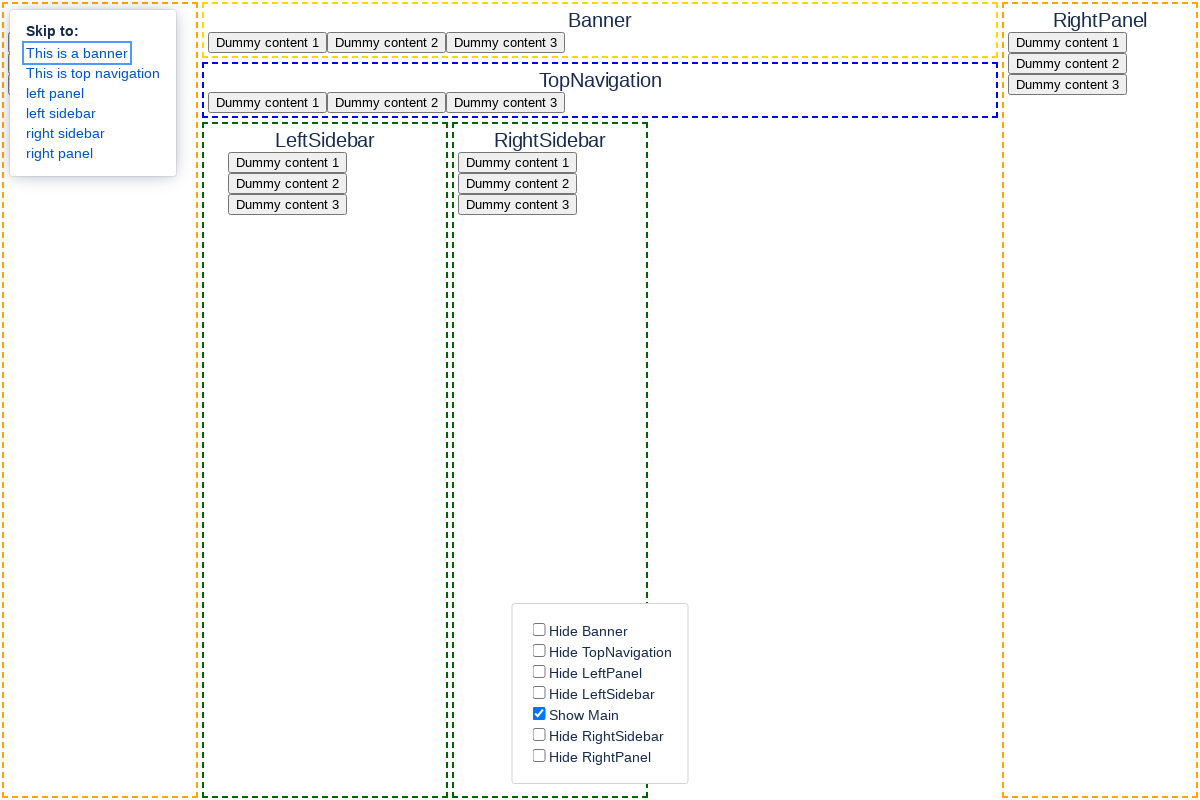 Skip to:
This is a banner
This is top navigation
left panel
left sidebar
right sidebar
right panel
Banner
Dummy content 1 Dummy content 2 Dummy content 3
TopNavigation
Dummy content 1 Dummy content 2 Dummy content 3
LeftSidebar
Dummy content 1
Dummy content 2
Dummy content 3
RightSidebar
Dummy content 1
Dummy content 2
Dummy content 3
RightPanel
Dummy content 1
Dummy content 2
Dummy content 3
Hide Banner
Hide TopNavigation
Hide LeftPanel
Hide LeftSidebar
Show Main
Hide RightSidebar
Hide RightPanel